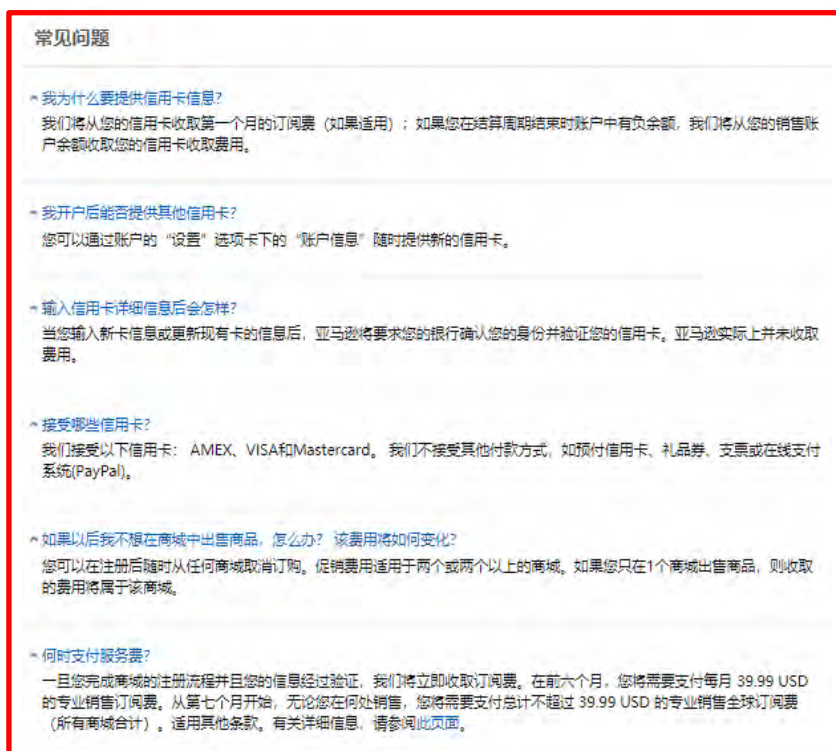 常见问题
我为什么要提供信用卡信息?
我们将从您的信用卡收取第一个月的订阅费（如果适用）；如果您在结算周期结束时账户中有负余额，我们将从您的销售账
户余额收取您的信用卡收取费用。
我开户后能否提供其他信用卡?
您可以通过账户的“设置”选项卡下的“账户信息”随时提供新的信用卡。
输入信用卡详细信息后会怎样?
当您输入新卡信息或更新现有卡的信息后，亚马逊将要求您的银行确认您的身份并验证您的信用卡。亚马逊实际上并未收取
费用。
接受哪些信用卡?
我们接受以下信用卡： AMEX、VISA和Mastercard。 我们不接受其他付款方式，如预付信用卡、礼品券、支票或在线支付
系统(PayPal)。
如果以后我不想在商城中出售商品，怎么办？ 该费用将如何变化?
您可以在注册后随时从任何商城取消订购。促销费用适用于两个或两个以上的商城。如果您只在1个商城出售商品，则收取
的费用将属于该商城。
何时支付服务费?
一旦您完成商城的注册流程并且您的信息经过验证，我们将立即收取订阅费。在前六个月，您将需要支付每月 39.99 USD
的专业销售订阅费。从第七个月开始，无论您在何处销售，您将需要支付总计不超过 39.99 USD 的专业销售全球订阅费
（所有商城合计）。适用其他条款。有关详细信息，请参阅此页面。